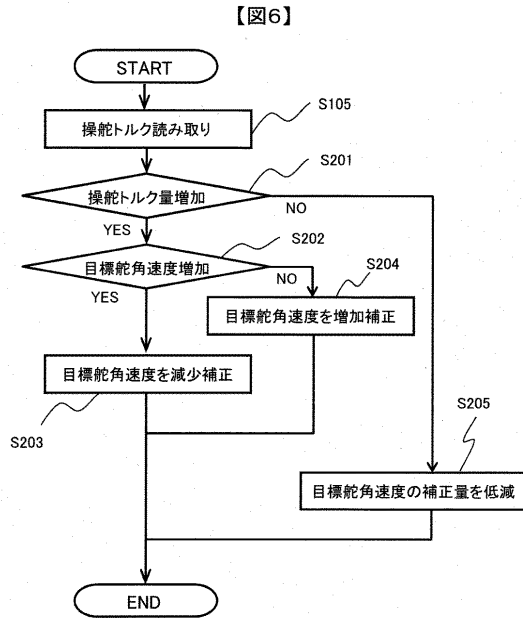 【図6】
START
操舵トルク読み取り
S105
操舵トルク量増加
S201
NO
YES
目標舵角速度増加
S202
NO
YES
目標舵角速度を増加補正
S204
目標舵角速度を減少補正
S203
S205
目標舵角速度の補正量を低減
END